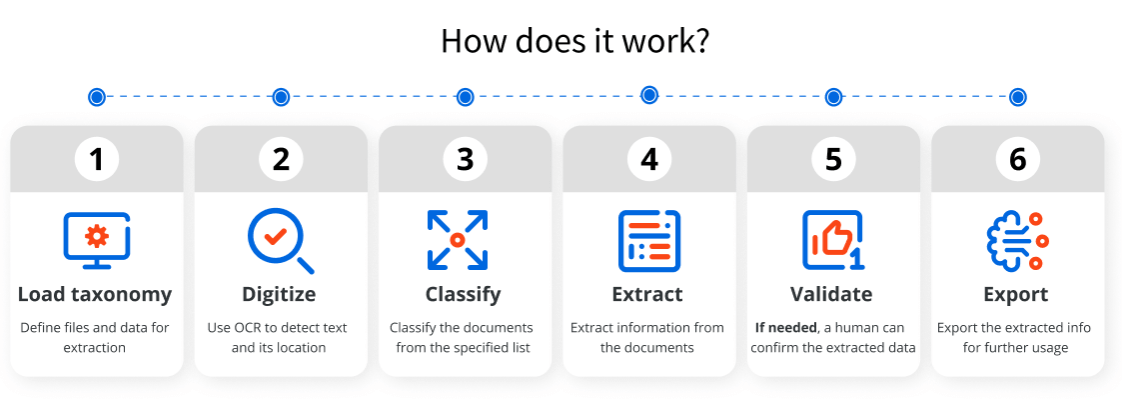 How does it work?
1
2
3
4
5
6
Load taxonomy
Define files and data for
extraction
Digitize
Use OCR to detect text
and its location
Classify
Classify the documents
from the specified list
Extract
Extract information from
the documents
1
Validate
If needed, a human can
confirm the extracted data
Export
Export the extracted info
for further usage